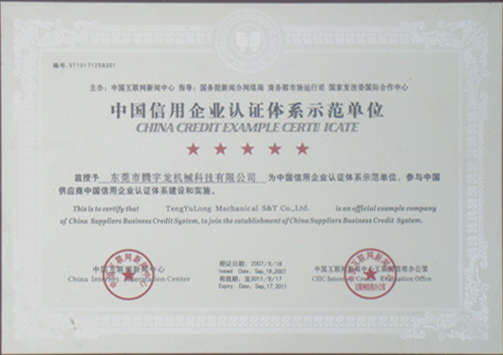 编号:ST10171258201
主办:中国互联网新闻中心 指导:国务院新闻办网络局 商务部市场运行司 国家发改委国际合作中心
中国信用企业认证体系示范单位
CHINA CREDIT EXAMPLE CERTIFICATE
兹授予 东莞市腾宇龙机械科技有限公司 为中国信用企业认证体系示范单位,参与中国
供应商中国信用企业认证体系建设和实施。
This is to certify that TengYuLong Machanical S&T Co.,Ltd. is an official example company
of China Suppliers Business Credit System, to join the establishment of China Suppliers Business Credit System.
颁证日期 2007/9/18
Issued Date, Sep,18,2007
有效期 至2011/9/17
Expiry Date, Sep,17,2011
中国互联网新闻中心
China Internet Information Center
中国互联网新闻中心互联网信用办公室
CIIC Internet Credit Evaluation Office